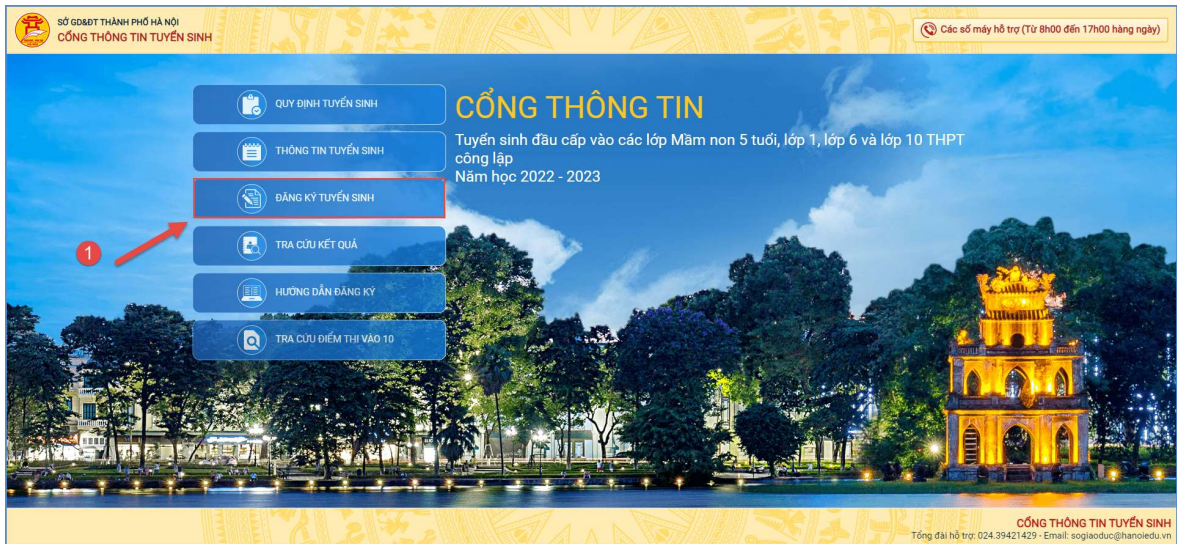 SỞ GD&ĐT THÀNH PHỐ HÀ NỘI
CỔNG THÔNG TIN TUYỂN SINH
Các số máy hỗ trợ (Từ 8h00 đến 17h00 hàng ngày)
QUY ĐỊNH TUYỂN SINH
THÔNG TIN TUYỂN SINH
ĐĂNG KÝ TUYỂN SINH
TRA CỨU KẾT QUẢ
HƯỚNG DẪN ĐĂNG KÝ
TRA CỨU ĐIỂM THI VÀO 10
1
CỔNG THÔNG TIN
Tuyển sinh đầu cấp vào các lớp Mầm non 5 tuổi, lớp 1, lớp 6 và lớp 10 THPT
công lập
Năm học 2022 - 2023
CỔNG THÔNG TIN TUYỂN SINH
Tổng đài hỗ trợ: 024.39421429 - Email: sogiaoduc@hanoiedu.vn